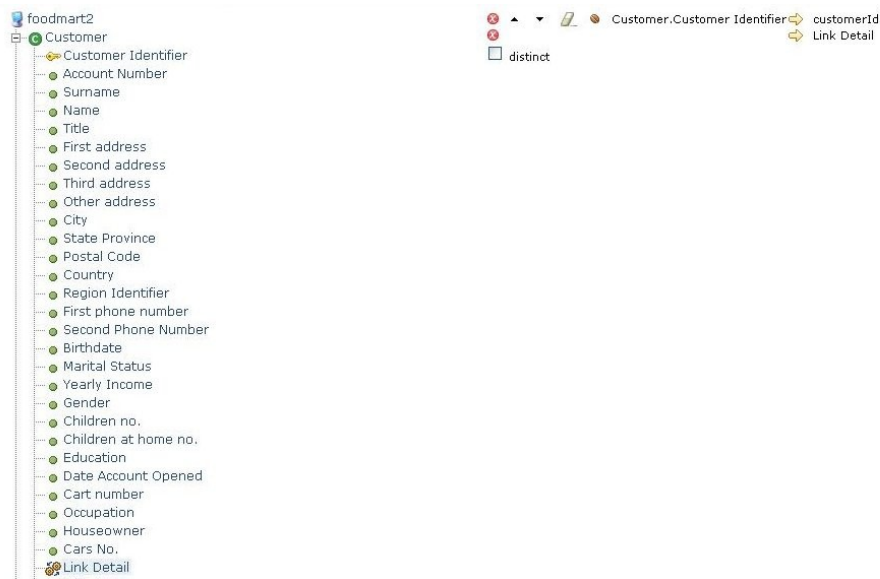 foodmart2
Customer
Customer Identifier
Account Number
Surname
Name
Title
First address
Second address
Third address
Other address
City
State Province
Postal Code
Country
Region Identifier
First phone number
Second Phone Number
Birthdate
Marital Status
Yearly Income
Gender
Children no.
Children at home no.
Education
Date Account Opened
Cart number
Occupation
Houseowner
Cars No.
Link Detail
Customer.Customer Identifier customerId
Link Detail
distinct